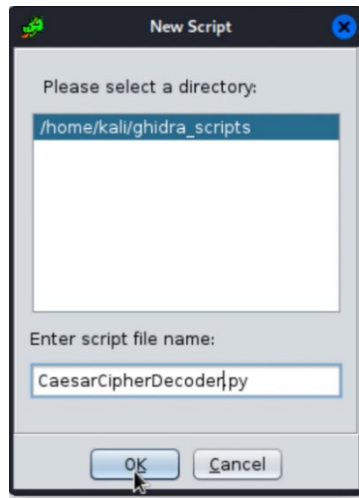 New Script
Please select a directory:
/home/kali/ghidra_scripts
Enter script file name:
CaesarCipherDecoder.py
OK
Cancel